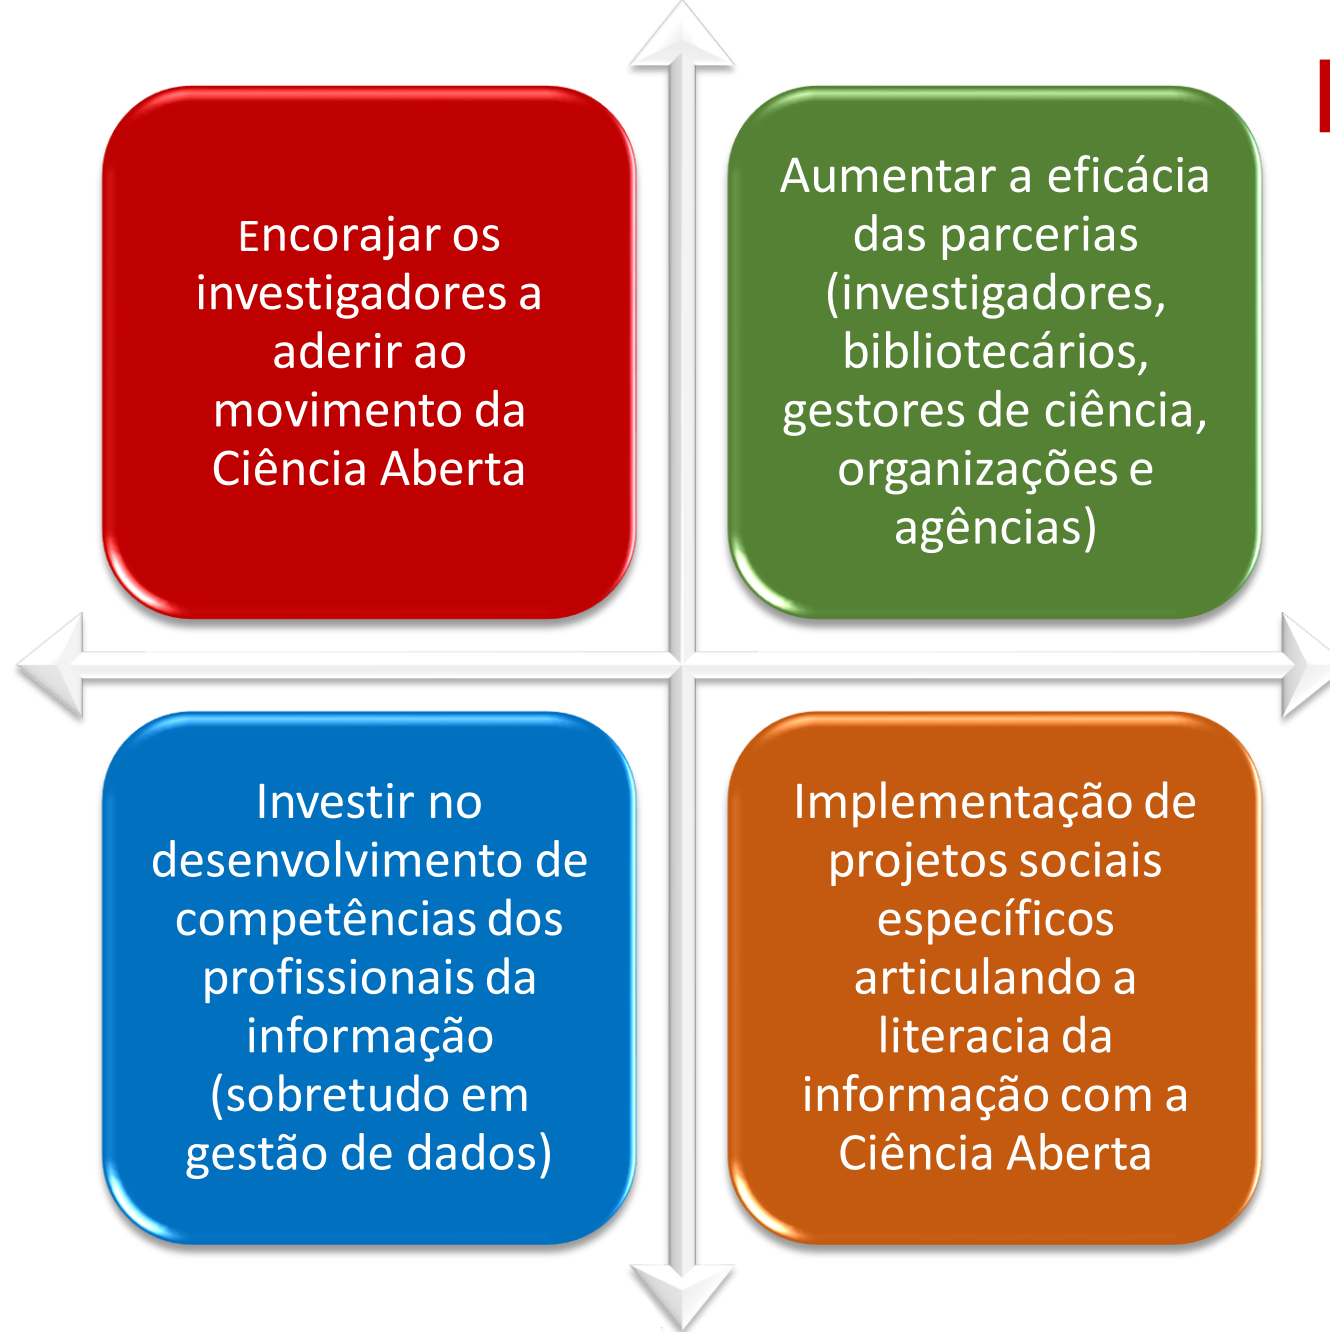 Encorajar os
investigadores a
aderir ao
movimento da
Ciência Aberta
Aumentar a eficácia
das parcerias
(investigadores,
bibliotecários,
gestores de ciência,
organizações e
agências)
Investir no
desenvolvimento de
competências dos
profissionais da
informação
(sobretudo em
gestão de dados)
Implementação de
projetos sociais
específicos
articulando a
literacia da
informação com a
Ciência Aberta